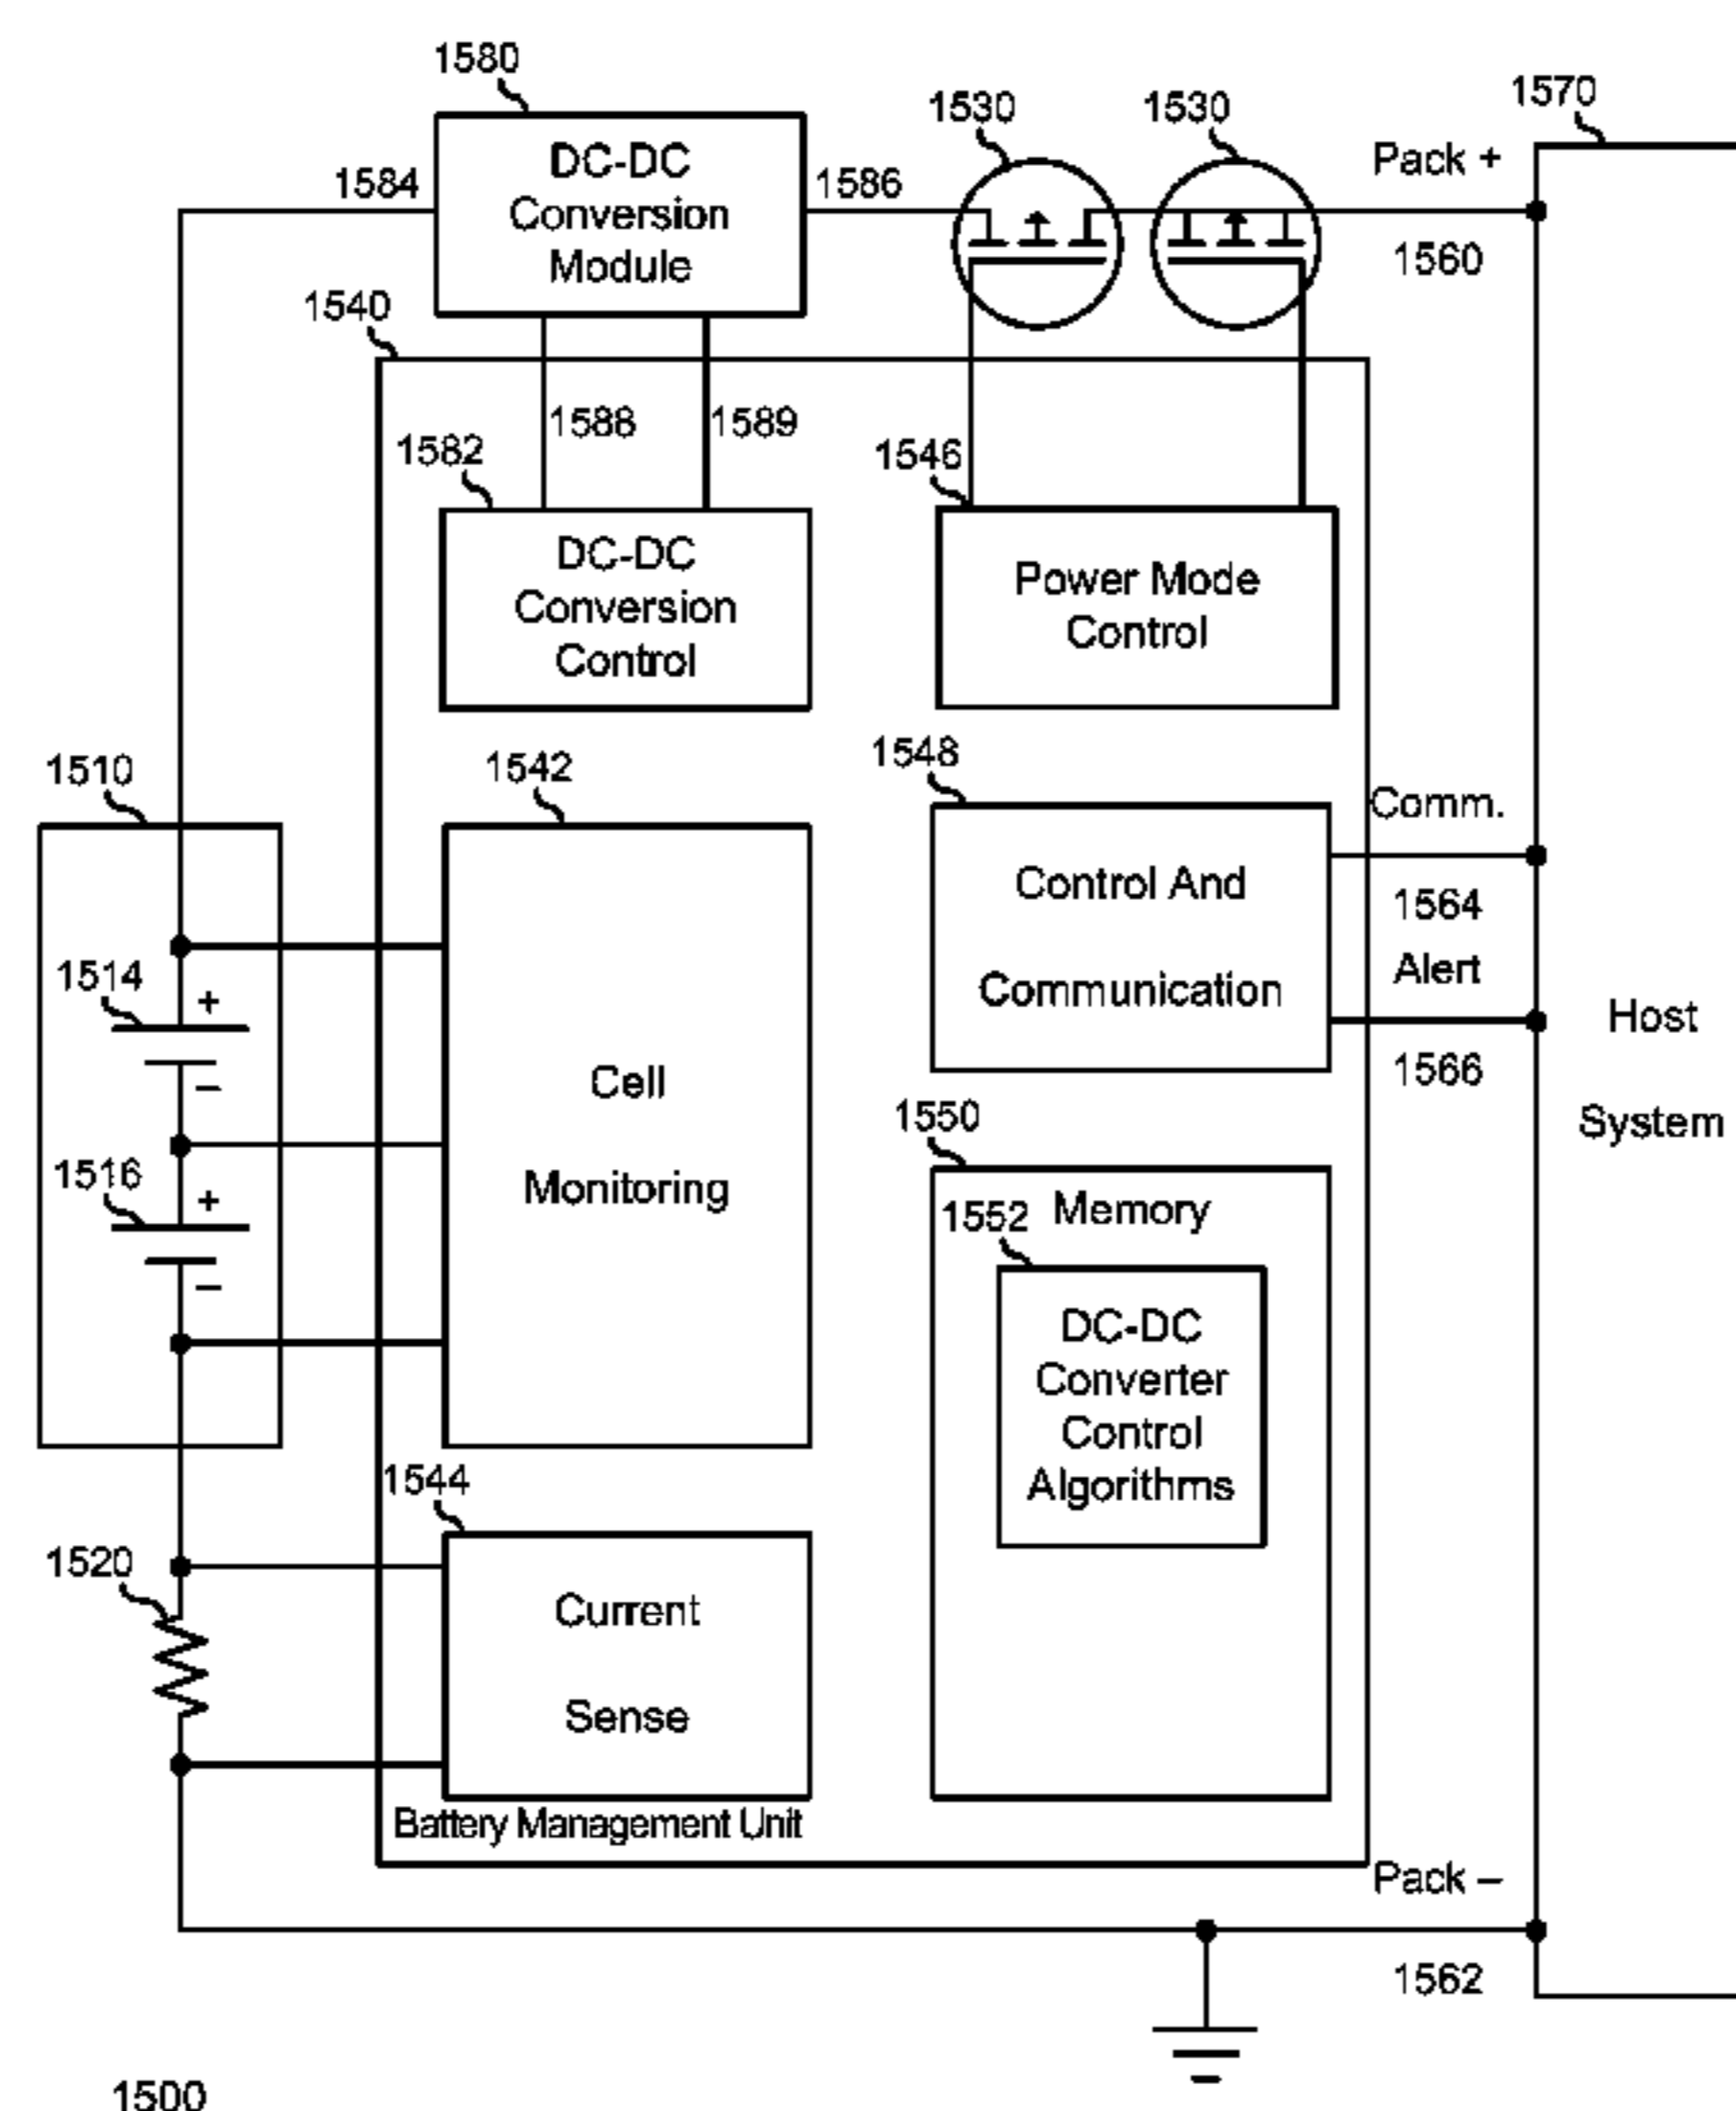 1580
1530
1530
1570
DC-DC
Conversion
Module
1584
1586
Pack +
1560
1540
1588
1589
1582
1546
DC-DC
Conversion
Control
Power Mode
Control
1510
1542
1548
Comm.
Control And
Communication
1564
Alert
1566
Host
System
1514
+
–
Cell
Monitoring
1516
+
–
1550
Memory
1552
DC-DC
Converter
Control
Algorithms
1544
1520
Current
Sense
Battery Management Unit
Pack –
1562
1500